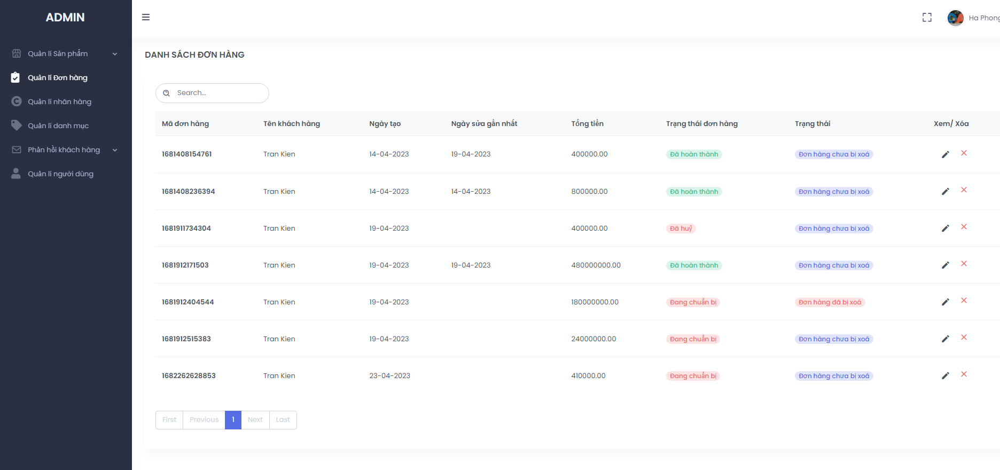 ADMIN
Ha Phong
Quản lí Sản phẩm
Quản lí Đơn hàng
Quản lí nhãn hàng
Quản lí danh mục
Phản hồi khách hàng
Quản lí người dùng
DANH SÁCH ĐƠN HÀNG
Search...
Mã đơn hàng Tên khách hàng Ngày tạo Ngày sửa gần nhất Tổng tiền Trạng thái đơn hàng Trạng thái Xem/ Xóa
1681408154761 Tran Kien 14-04-2023 19-04-2023 400000.00 Đã hoàn thành Đơn hàng chưa bị xoá
1681408236394 Tran Kien 14-04-2023 14-04-2023 800000.00 Đã hoàn thành Đơn hàng chưa bị xoá
1681911734304 Tran Kien 19-04-2023 400000.00 Đã huỷ Đơn hàng chưa bị xoá
1681912171503 Tran Kien 19-04-2023 19-04-2023 480000000.00 Đã hoàn thành Đơn hàng chưa bị xoá
1681912404544 Tran Kien 19-04-2023 180000000.00 Đang chuẩn bị Đơn hàng đã bị xoá
1681912515383 Tran Kien 19-04-2023 24000000.00 Đang chuẩn bị Đơn hàng chưa bị xoá
1682262628853 Tran Kien 23-04-2023 410000.00 Đang chuẩn bị Đơn hàng chưa bị xoá
First Previous 1 Next Last